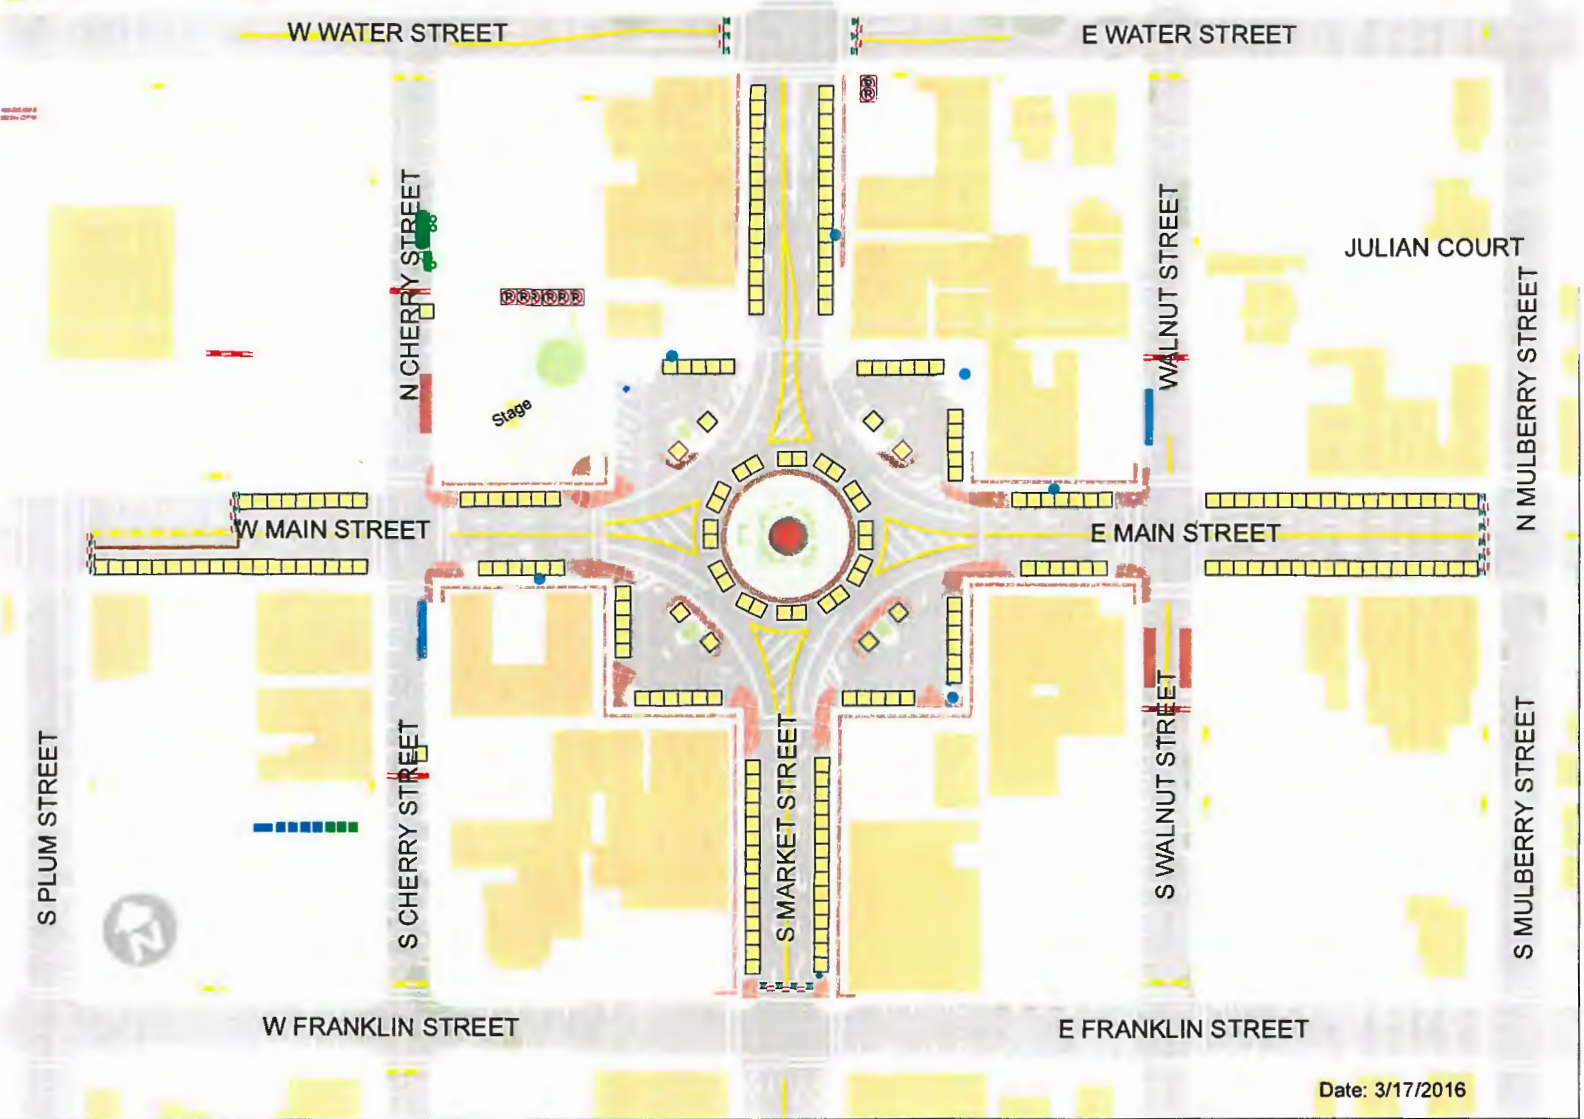 W WATER STREET
E WATER STREET
N CHERRY STREET
WALNUT STREET
JULIAN COURT
N MULBERRY STREET
RRRRRR
Stage
W MAIN STREET
E MAIN STREET
S PLUM STREET
S CHERRY STREET
S MARKET STREET
S WALNUT STREET
S MULBERRY STREET
N
W FRANKLIN STREET
E FRANKLIN STREET
Date: 3/17/2016